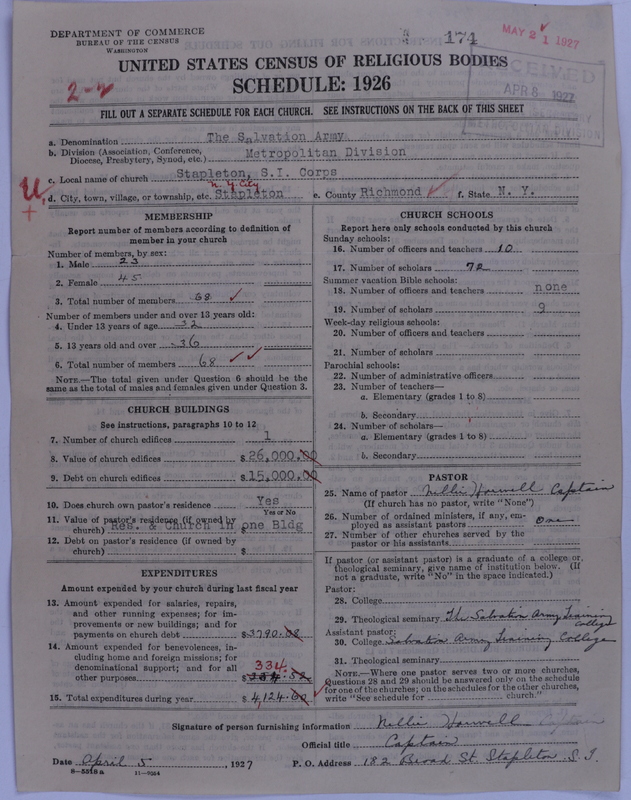 DEPARTMENT OF COMMERCE
BUREAU OF THE CENSUS
WASHINGTON
174
MAY 21 1927
UNITED STATES CENSUS OF RELIGIOUS BODIES
SCHEDULE: 1926
RECEIVED
APR 8 1927
METROPOLITAN DIVISION
2-4
FILL OUT A SEPARATE SCHEDULE FOR EACH CHURCH. SEE INSTRUCTIONS ON THE BACK OF THIS SHEET
a. Denomination The Salvation Army
b. Division (Association, Conference, Diocese, Presbytery, Synod, etc.) Metropolitan Division
c. Local name of church Stapleton, S.I. Corps
N. Y City
U
d. City, town, village, or township, etc. Stapleton e. County Richmond f. State N. Y.
MEMBERSHIP
Report number of members according to definition of
member in your church
Number of members, by sex:
1. Male 23
2. Female 45
3. Total number of members 68
Number of members under and over 13 years old:
4. Under 13 years of age 32
5. 13 years old and over 36
6. Total number of members 68
NOTE.—The total given under Question 6 should be the
same as the total of males and females given under Question 3.
CHURCH BUILDINGS
See instructions, paragraphs 10 to 12
7. Number of church edifices 1
8. Value of church edifices $ 26,000.00
9. Debt on church edifices $ 15,000.00
10. Does church own pastor's residence Yes
Yes or No
11. Value of pastor's residence (if owned by
church) Res. & Church in one Bldg
12. Debt on pastor's residence (if owned by
church) $
EXPENDITURES
Amount expended by your church during last fiscal year
13. Amount expended for salaries, repairs,
and other running expenses; for im-
provements or new buildings; and for
payments on church debt $ 3790.08
14. Amount expended for benevolences, in-
cluding home and foreign missions; for
denominational support; and for all
334
other purposes $ .52
15. Total expenditures during year $ 4,124.60
CHURCH SCHOOLS
Report here only schools conducted by this church
Sunday schools:
16. Number of officers and teachers 10
17. Number of scholars 72
Summer vacation Bible schools:
18. Number of officers and teachers none
19. Number of scholars 9
Week-day religious schools:
20. Number of officers and teachers
21. Number of scholars
Parochial schools:
22. Number of administrative officers
23. Number of teachers—
a. Elementary (grades 1 to 8)
b. Secondary
24. Number of scholars—
a. Elementary (grades 1 to 8)
b. Secondary
PASTOR
25. Name of pastor Nellie Howell Captain
(If church has no pastor, write "None")
26. Number of ordained ministers, if any, em-
ployed as assistant pastors one
27. Number of other churches served by the
pastor or his assistants
If pastor (or assistant pastor) is a graduate of a college or
theological seminary, give name of institution below. (If
not a graduate, write "No" in the space indicated.)
Pastor:
28. College
29. Theological seminary The Salvation Army Training College
Assistant pastor:
30. College Salvation Army Training College
31. Theological seminary
NOTE.—Where one pastor serves two or more churches,
Questions 28 and 29 should be answered only on the schedule
for one of the churches; on the schedules for the other churches,
write "See schedule for church."
Signature of person furnishing information Nellie Howell Captain
Official title Captain
Date April 5, 1927 P. O. Address 182 Broad St. Stapleton S. I.
8—5518 a 11—9064